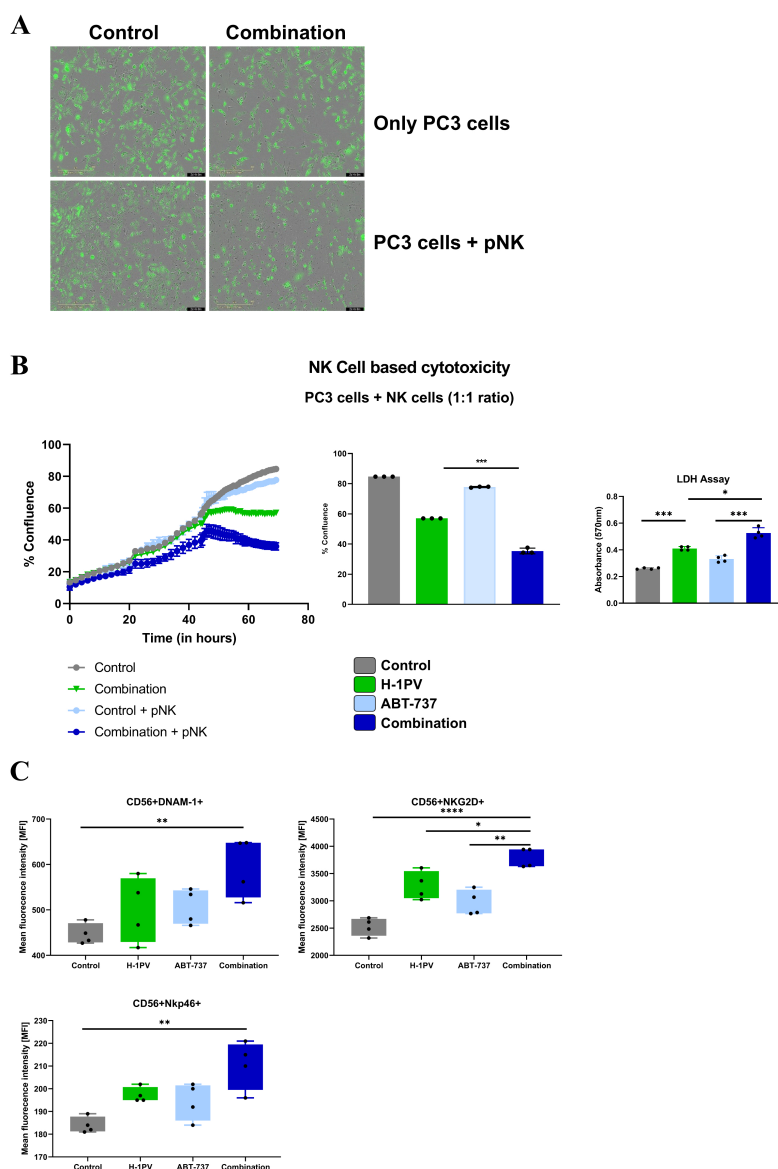 A
Control
Combination
Only PC3 cells
PC3 cells + pNK
B
NK Cell based cytotoxicity
PC3 cells + NK cells (1:1 ratio)
% Confluence
100
80
60
40
20
0
0
20
40
60
80
Time (in hours)
Control
Combination
Control + pNK
Combination + pNK
% Confluence
100
80
60
40
20
0
***
Control
H-1PV
ABT-737
Combination
LDH Assay
Absorbance (570nm)
0.8
0.6
0.4
0.2
0.0
*
***
***
C
CD56+DNAM-1+
Mean fluorecence intensity [MFI]
700
600
500
400
**
Control
H-1PV
ABT-737
Combination
CD56+NKG2D+
Mean fluorecence intensity [MFI]
4500
4000
3500
3000
2500
2000
****
*
**
Control
H-1PV
ABT-737
Combination
CD56+Nkp46+
Mean fluorecence intensity [MFI]
230
220
210
200
190
180
170
**
Control
H-1PV
ABT-737
Combination